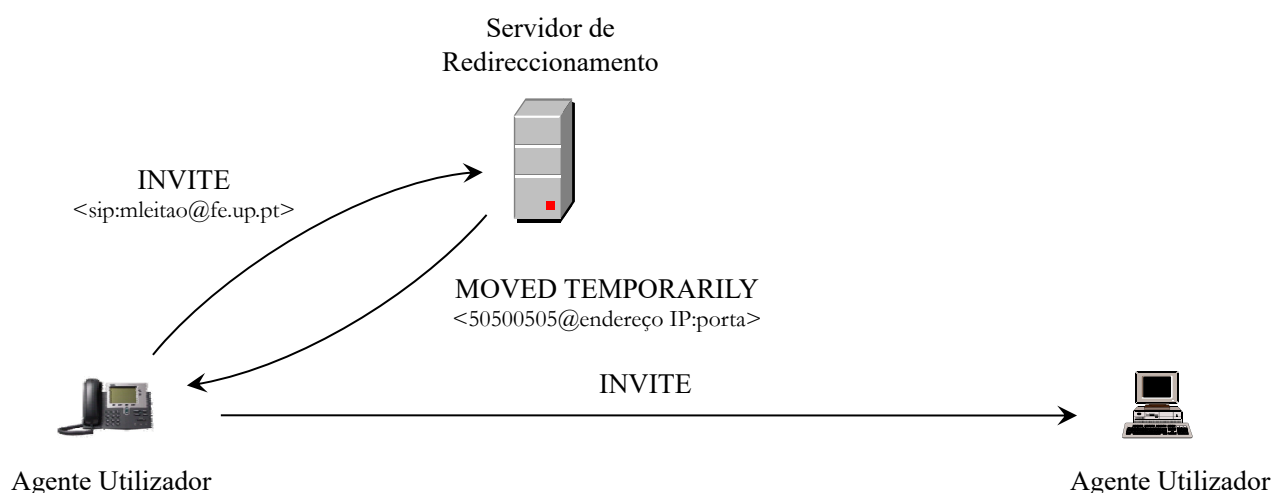 Servidor de
Redireccionamento
INVITE
<sip:mleitao@fe.up.pt>
MOVED TEMPORARILY
<50500505@endereço IP:porta>
INVITE
Agente Utilizador
Agente Utilizador